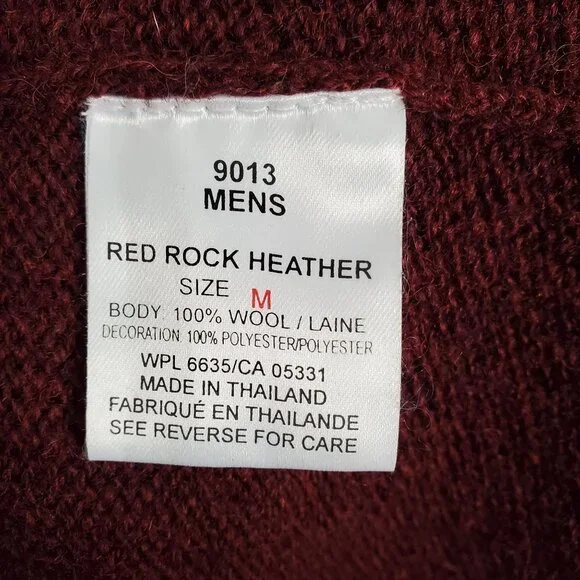 9013
MENS
RED ROCK HEATHER
SIZE M
BODY: 100% WOOL / LAINE
DECORATION: 100% POLYESTER/POLYESTER
WPL 6635/CA 05331
MADE IN THAILAND
FABRIQUÉ EN THAILANDE
SEE REVERSE FOR CARE